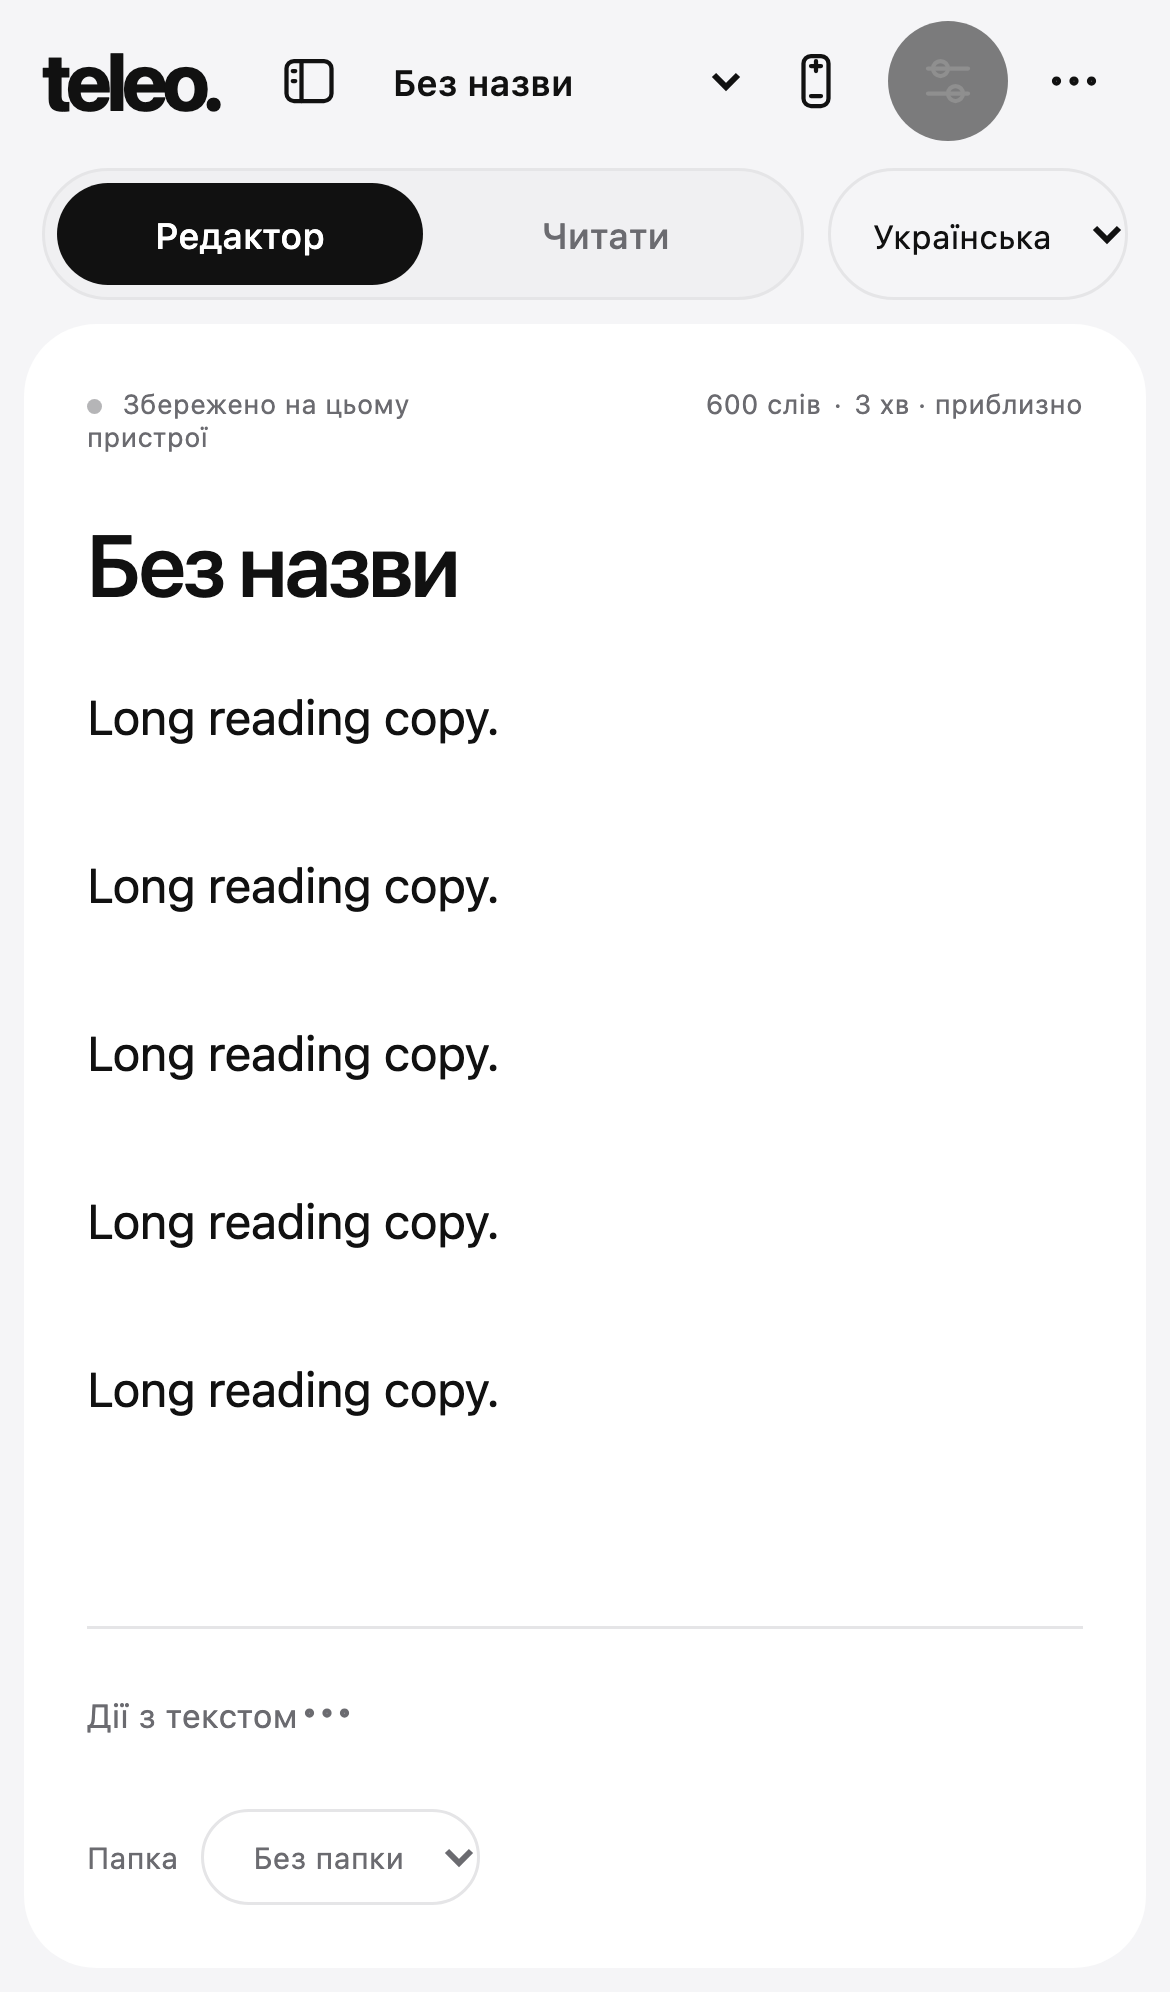 teleo.
Без назви
Редактор
Читати
Українська
Збережено на цьому
пристрої
600 слів · 3 хв · приблизно
Без назви
Long reading copy.
Long reading copy.
Long reading copy.
Long reading copy.
Long reading copy.
Дії з текстом •••
Папка
Без папки